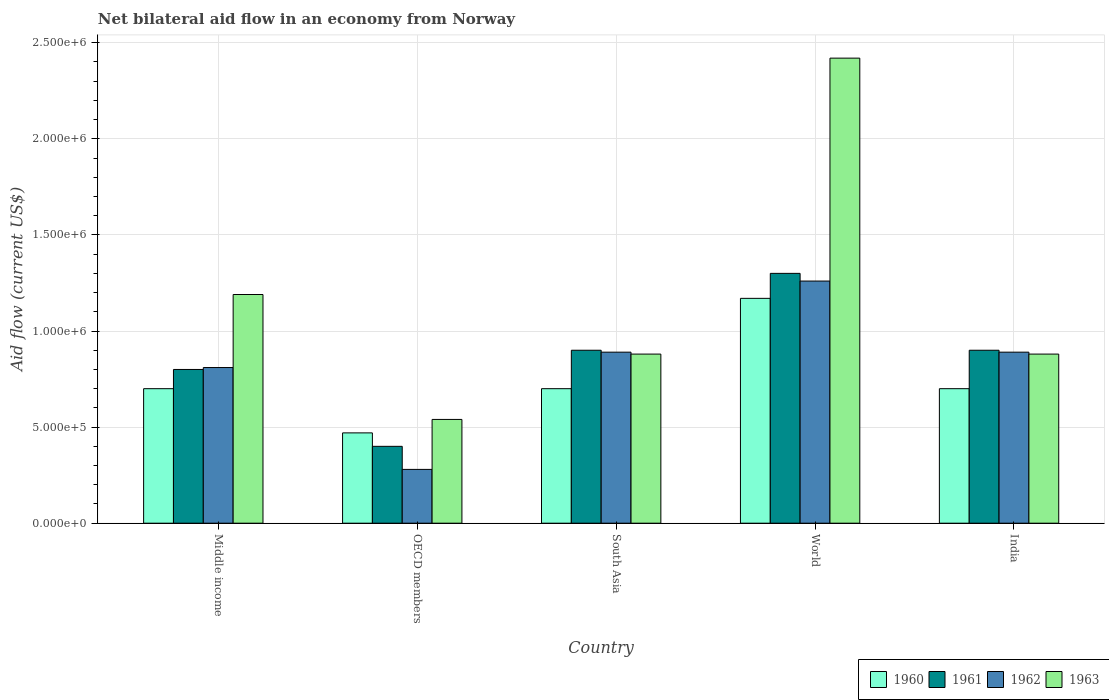 Net bilateral aid flow in an economy from Norway
Aid flow (current US$)
2.500e+6
2.000e+6
1.500e+6
1.000e+6
5.000e+5
0.000e+0
Middle income
OECD members
South Asia
World
India
Country
1960
1961
1962
1963